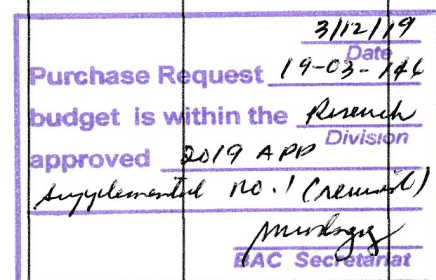 3/12/19
Date
Purchase Request 19-03-146
budget is within the Research
Division
approved 2019 APP
Supplemental no. 1 (revised)
BAC Secretariat